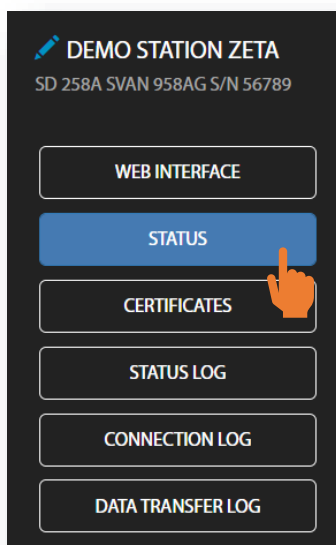 DEMO STATION ZETA
SD 258A SVAN 958AG S/N 56789
WEB INTERFACE
STATUS
CERTIFICATES
STATUS LOG
CONNECTION LOG
DATA TRANSFER LOG